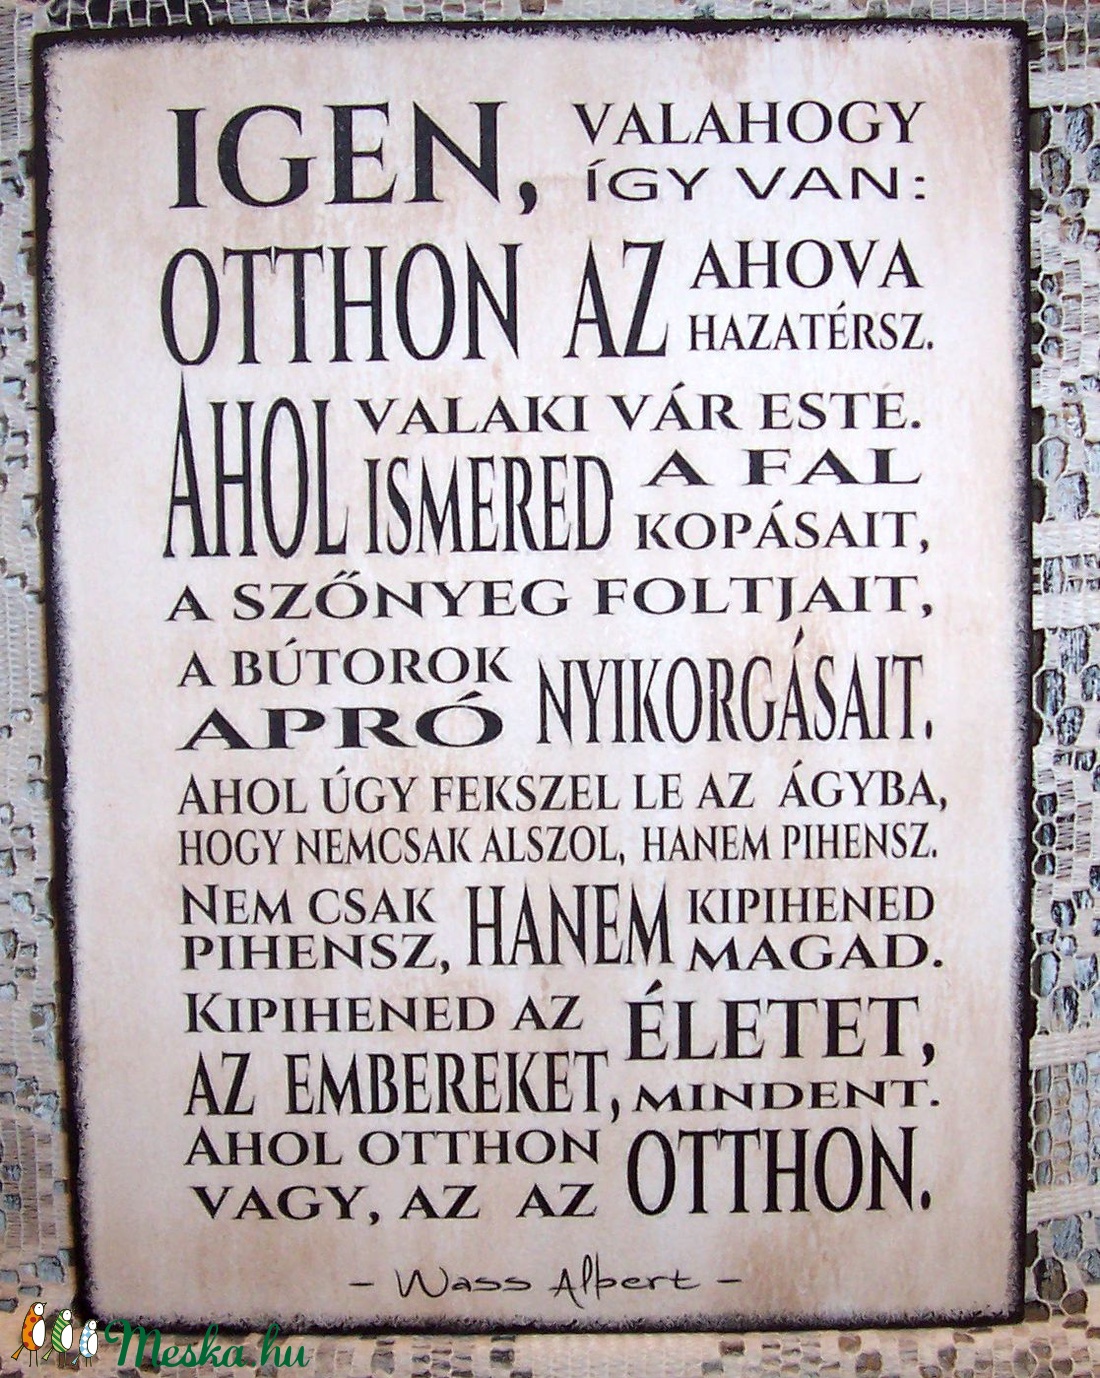 IGEN, VALAHOGY
ÍGY VAN:
OTTHON AZ AHOVA
HAZATÉRSZ.
AHOL VALAKI VÁR ESTE.
ISMERED A FAL
KOPÁSAIT,
A SZŐNYEG FOLTJAIT,
A BÚTOROK
APRÓ NYIKORGÁSAIT.
AHOL ÚGY FEKSZEL LE AZ ÁGYBA,
HOGY NEMCSAK ALSZOL, HANEM PIHENSZ.
NEM CSAK
PIHENSZ, HANEM KIPIHENED
MAGAD.
KIPIHENED AZ ÉLETET,
AZ EMBEREKET, MINDENT.
AHOL OTTHON
VAGY, AZ AZ OTTHON.
- Wass Albert -
Meska.hu